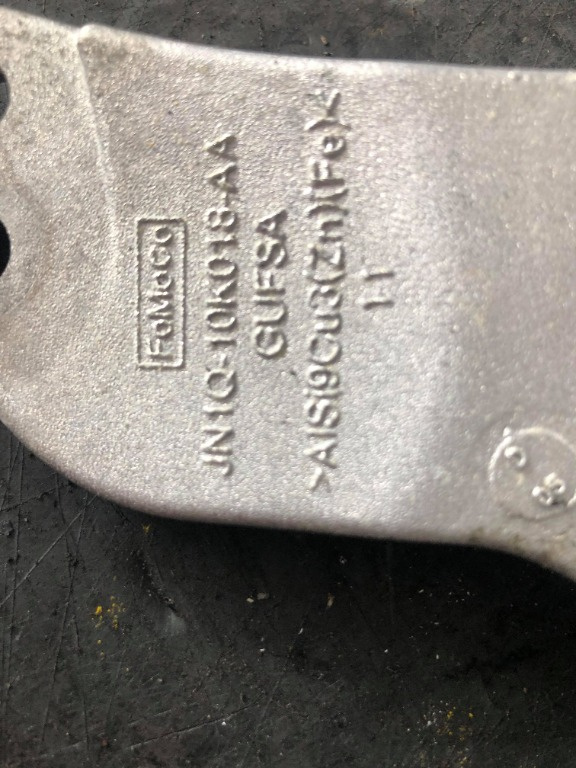 FoMoCo
JN1Q-10K018-AA
GUFSA
>AlSi9Cu3(Zn)(Fe)<
11